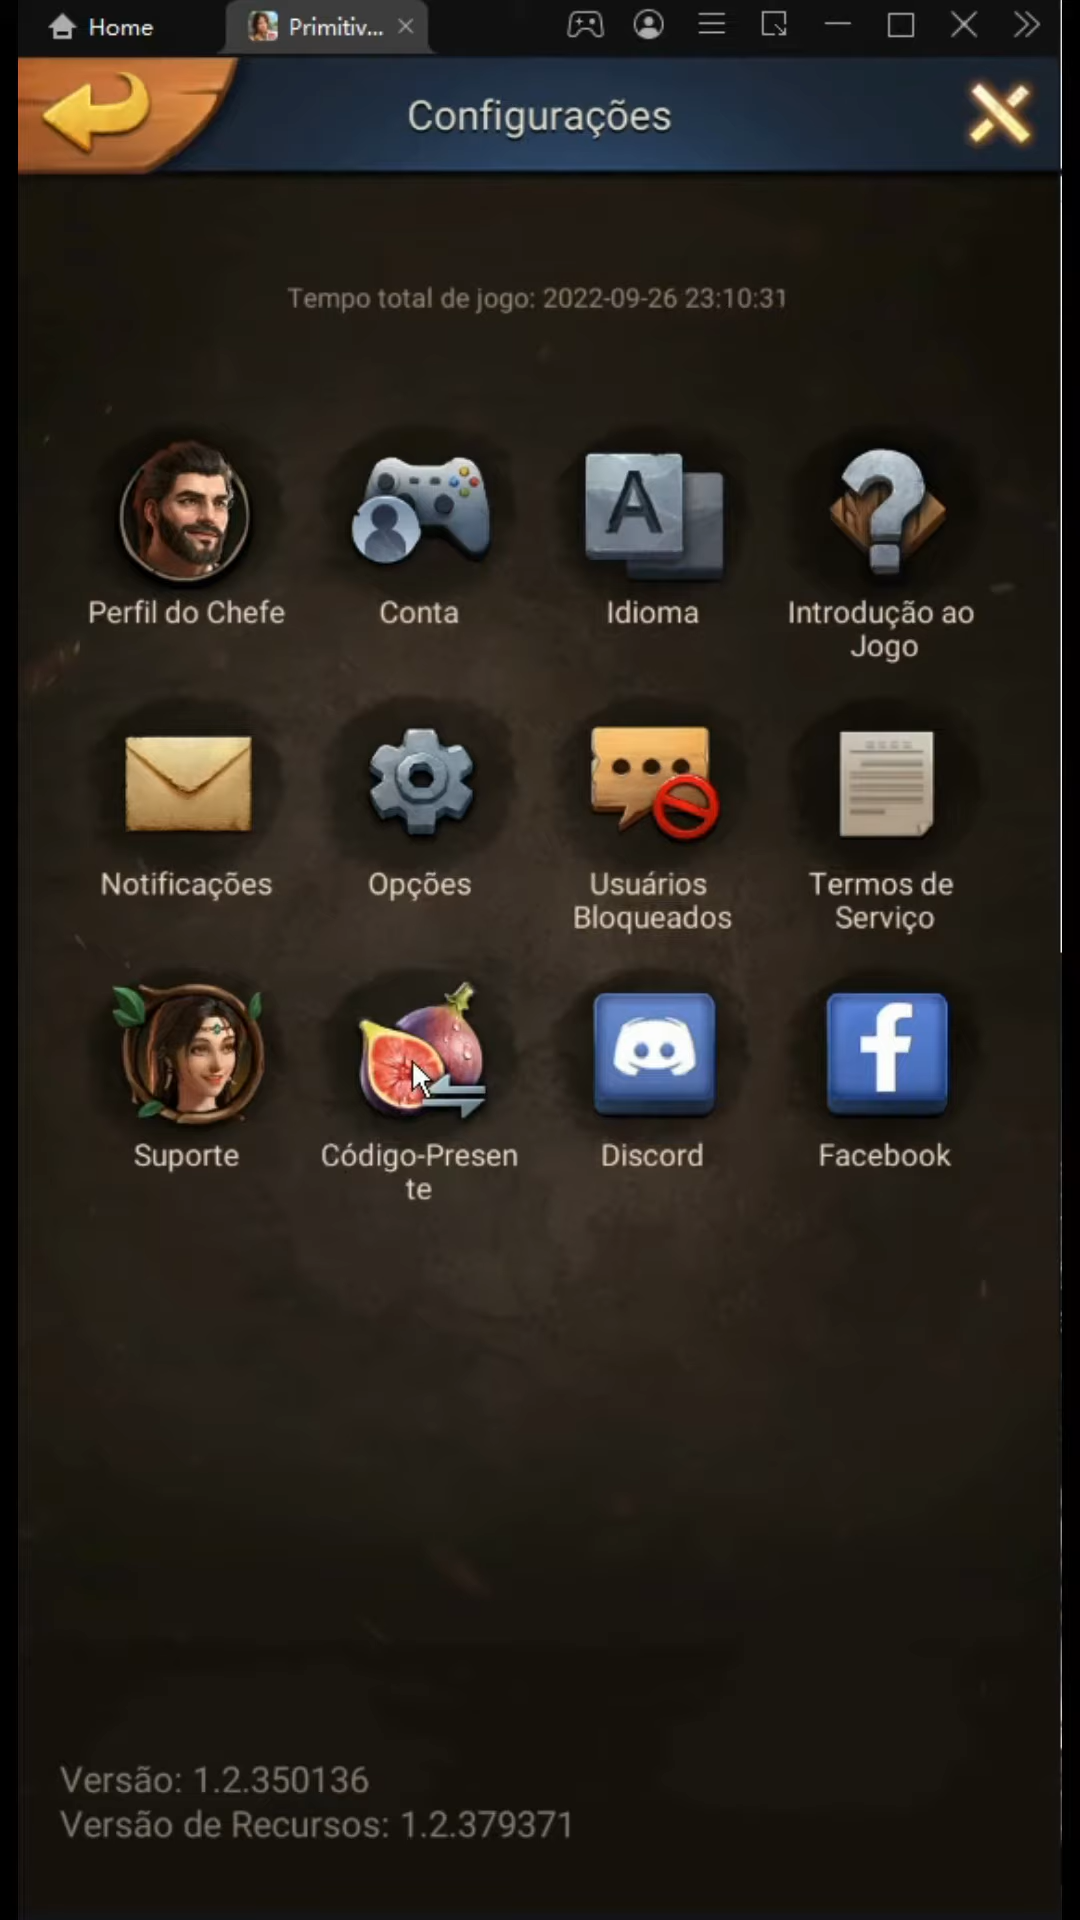 Home
Primitiv...
Configurações
Tempo total de jogo: 2022-09-26 23:10:31
Perfil do Chefe
Conta
A
Idioma
Introdução ao
Jogo
Notificações
Opções
Usuários
Bloqueados
Termos de
Serviço
Suporte
Código-Presen
te
Discord
Facebook
Versão: 1.2.350136
Versão de Recursos: 1.2.379371